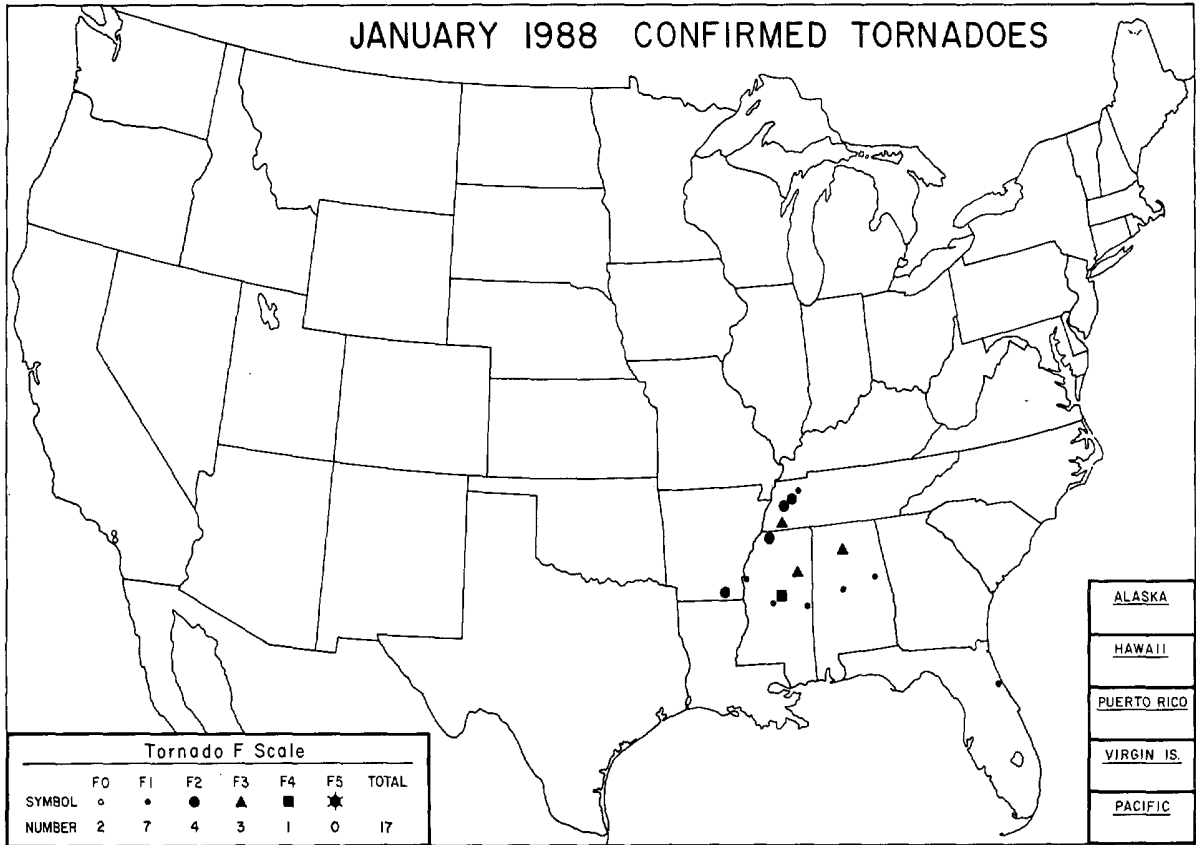 JANUARY 1988 CONFIRMED TORNADOES
ALASKA
HAWAII
PUERTO RICO
VIRGIN IS.
PACIFIC
Tornado F Scale
F0 F1 F2 F3 F4 F5 TOTAL
SYMBOL
NUMBER 2 7 4 3 1 0 17